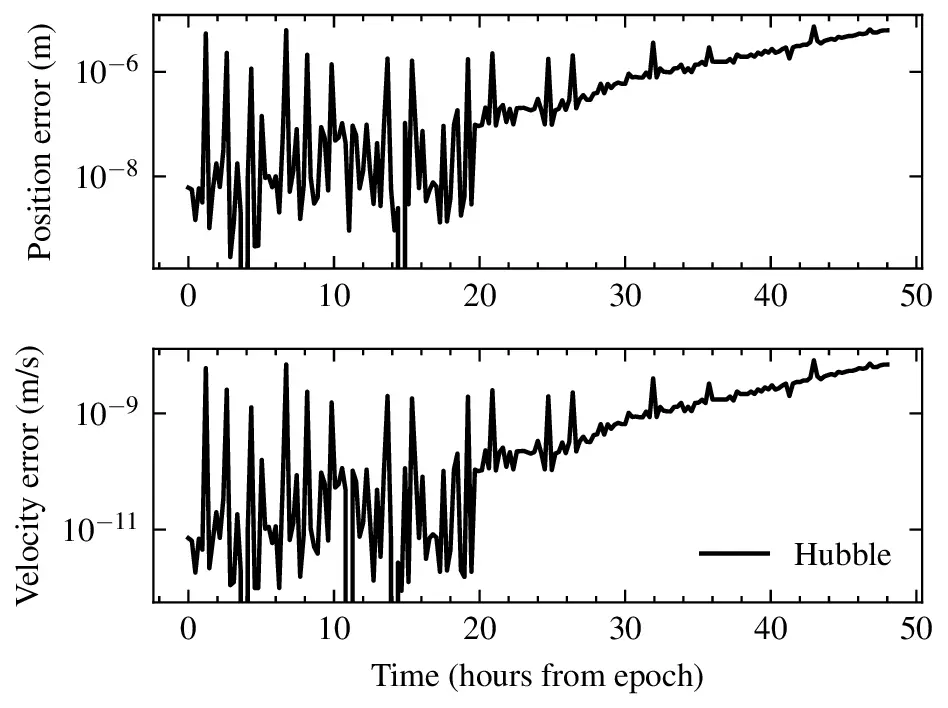 Position error (m)
10⁻⁶
10⁻⁸
0 10 20 30 40 50
Velocity error (m/s)
10⁻⁹
10⁻¹¹
Hubble
0 10 20 30 40 50
Time (hours from epoch)